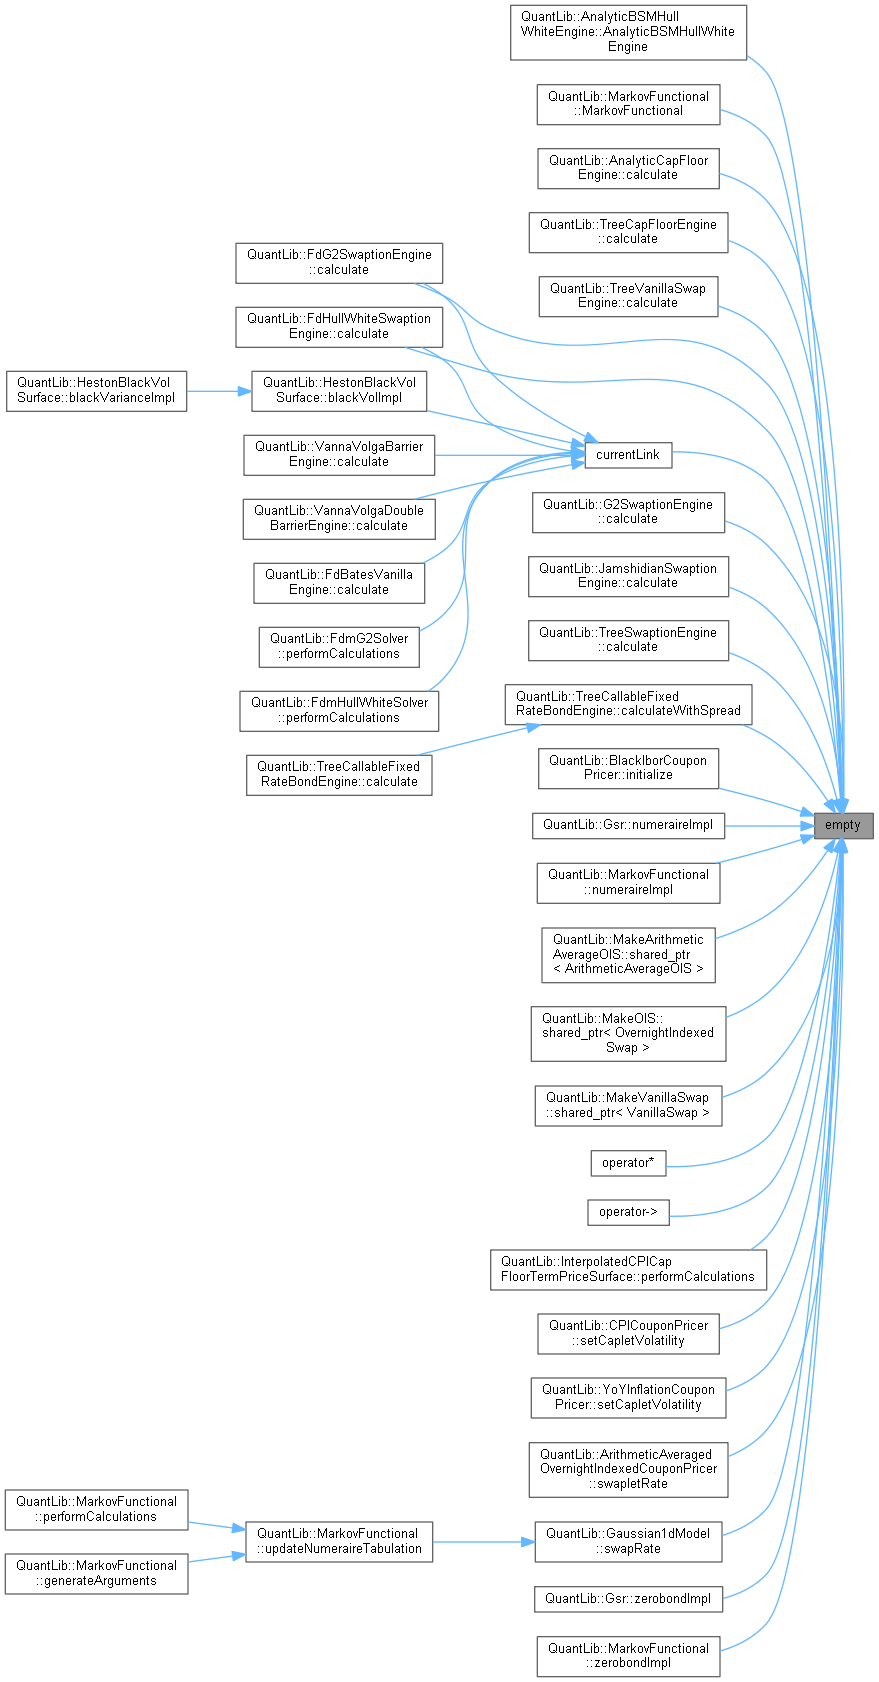 QuantLib::AnalyticBSMHull
WhiteEngine::AnalyticBSMHullWhite
Engine
QuantLib::MarkovFunctional
::MarkovFunctional
QuantLib::AnalyticCapFloor
Engine::calculate
QuantLib::TreeCapFloorEngine
::calculate
QuantLib::FdG2SwaptionEngine
::calculate
QuantLib::TreeVanillaSwap
Engine::calculate
QuantLib::FdHullWhiteSwaption
Engine::calculate
QuantLib::HestonBlackVol
Surface::blackVarianceImpl
QuantLib::HestonBlackVol
Surface::blackVolImpl
QuantLib::VannaVolgaBarrier
Engine::calculate
currentLink
QuantLib::VannaVolgaDouble
BarrierEngine::calculate
QuantLib::G2SwaptionEngine
::calculate
QuantLib::FdBatesVanilla
Engine::calculate
QuantLib::JamshidianSwaption
Engine::calculate
QuantLib::FdmG2Solver
::performCalculations
QuantLib::TreeSwaptionEngine
::calculate
QuantLib::FdmHullWhiteSolver
::performCalculations
QuantLib::TreeCallableFixed
RateBondEngine::calculateWithSpread
QuantLib::TreeCallableFixed
RateBondEngine::calculate
QuantLib::BlackIborCoupon
Pricer::initialize
QuantLib::Gsr::numeraireImpl
empty
QuantLib::MarkovFunctional
::numeraireImpl
QuantLib::MakeArithmetic
AverageOIS::shared_ptr
< ArithmeticAverageOIS >
QuantLib::MakeOIS::
shared_ptr< OvernightIndexed
Swap >
QuantLib::MakeVanillaSwap
::shared_ptr< VanillaSwap >
operator*
operator->
QuantLib::InterpolatedCPICap
FloorTermPriceSurface::performCalculations
QuantLib::CPICouponPricer
::setCapletVolatility
QuantLib::YoYInflationCoupon
Pricer::setCapletVolatility
QuantLib::ArithmeticAveraged
OvernightIndexedCouponPricer
::swapletRate
QuantLib::MarkovFunctional
::performCalculations
QuantLib::MarkovFunctional
::updateNumeraireTabulation
QuantLib::Gaussian1dModel
::swapRate
QuantLib::MarkovFunctional
::generateArguments
QuantLib::Gsr::zerobondImpl
QuantLib::MarkovFunctional
::zerobondImpl